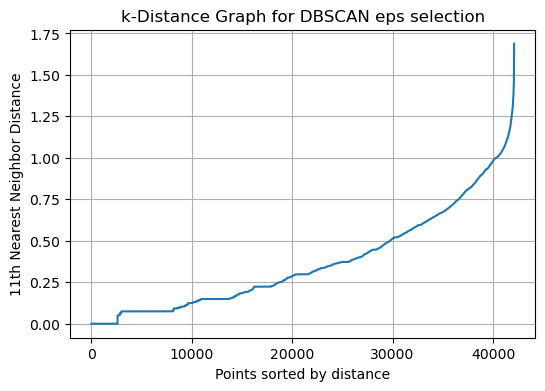 k-Distance Graph for DBSCAN eps selection
1.75
1.50
1.25
1.00
0.75
0.50
0.25
0.00
11th Nearest Neighbor Distance
0 10000 20000 30000 40000
Points sorted by distance